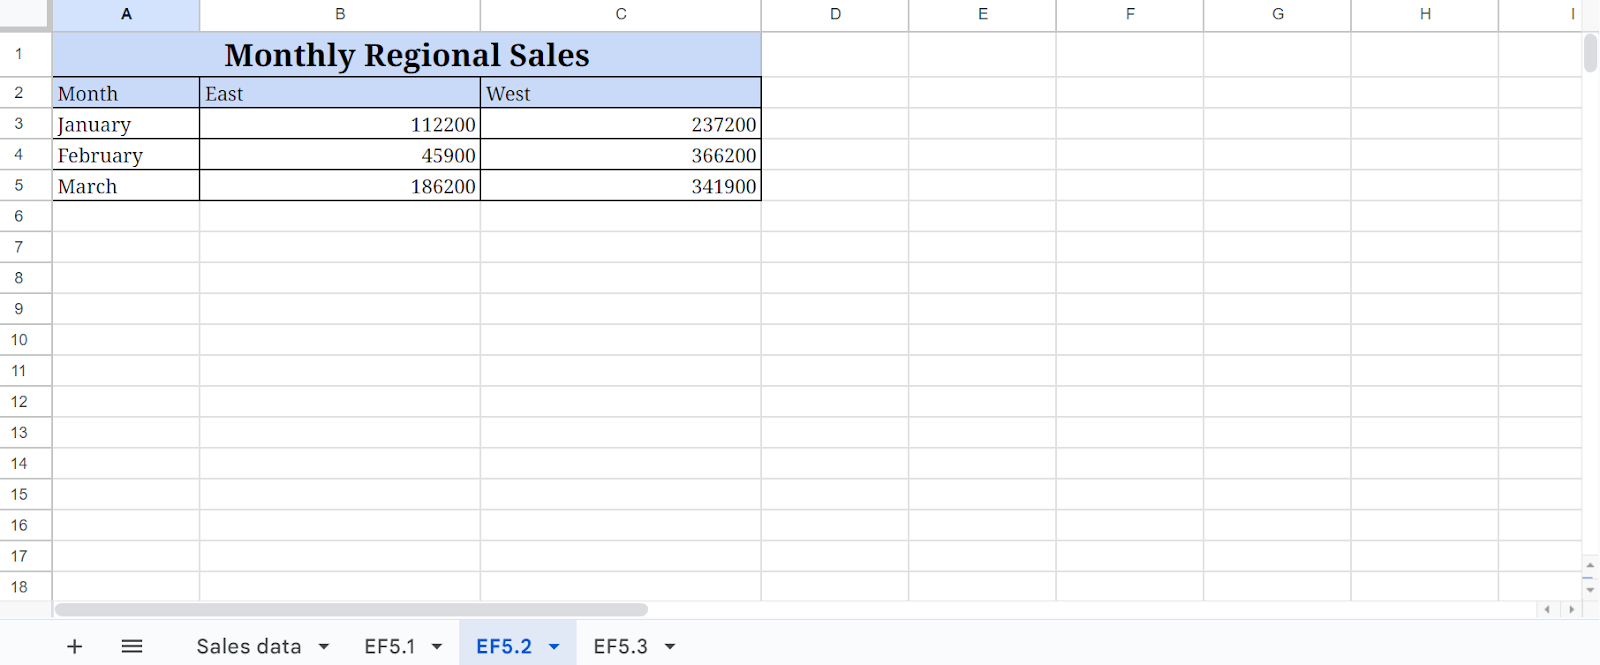 A B C D E F G H I
1 Monthly Regional Sales
2 Month East West
3 January 112200 237200
4 February 45900 366200
5 March 186200 341900
6
7
8
9
10
11
12
13
14
15
16
17
18
Sales data EF5.1 EF5.2 EF5.3